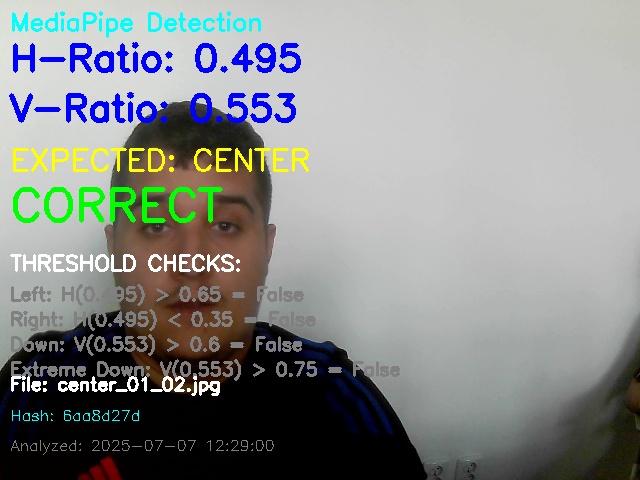 MediaPipe Detection
H-Ratio: 0.495
V-Ratio: 0.553
EXPECTED: CENTER
CORRECT
THRESHOLD CHECKS:
Left: H(0.495) > 0.65 = False
Right: H(0.495) < 0.35 = False
Down: V(0.553) > 0.6 = False
Extreme Down: V(0.553) > 0.75 = False
File: center_01_02.jpg
Hash: 6aa8d27d
Analyzed: 2025-07-07 12:29:00